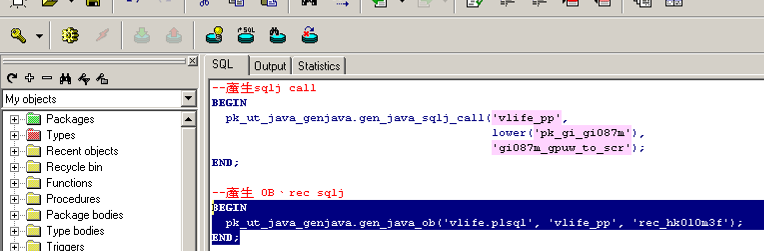 SQL Output Statistics
My objects
Packages
Types
Recent objects
Recycle bin
Functions
Procedures
Package bodies
Type bodies
Triggers
--產生sqlj call
BEGIN
pk_ut_java_genjava.gen_java_sqlj_call('vlife_pp',
lower('pk_gi_gi087m'),
'gi087m_gpuw_to_scr');
END;
--產生 OB、rec sqlj
BEGIN
pk_ut_java_genjava.gen_java_ob('vlife.plsql', 'vlife_pp', 'rec_hk010m3f');
END;